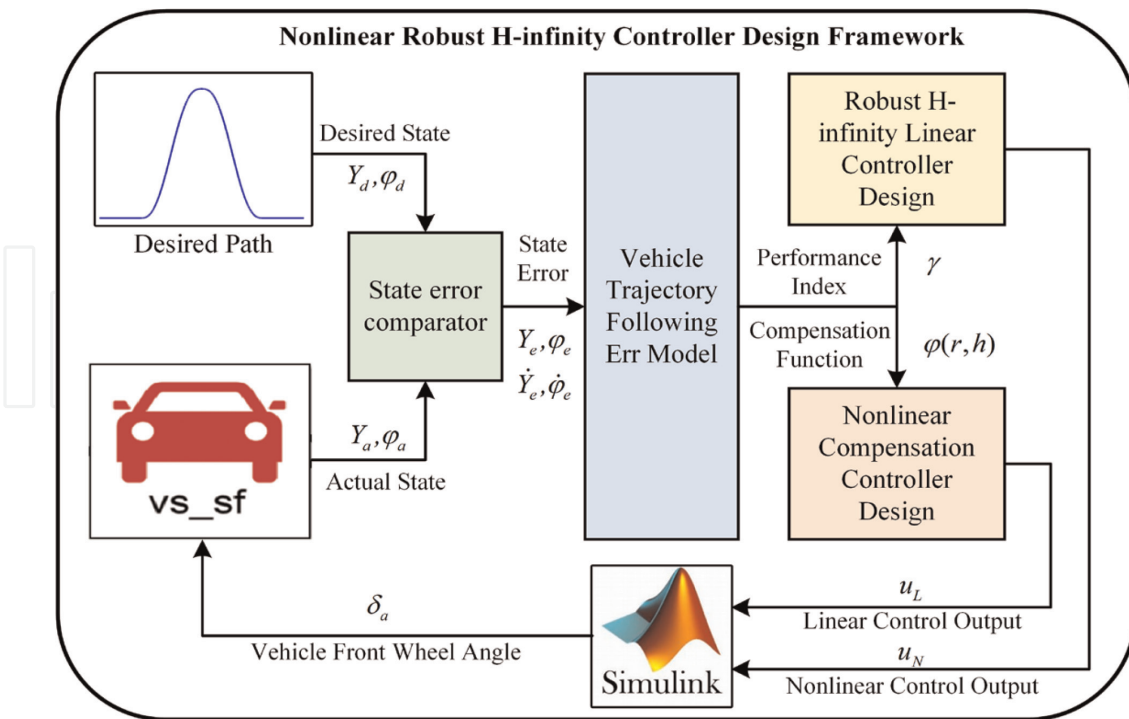 Nonlinear Robust H-infinity Controller Design Framework
Desired State
Y_d, φ_d
Desired Path
State error
comparator
State
Error
Y_e, φ_e
Ẏ_e, φ̇_e
Vehicle
Trajectory
Following
Err Model
Performance
Index
Compensation
Function
γ
φ(r, h)
Robust H-
infinity Linear
Controller
Design
Nonlinear
Compensation
Controller
Design
vs_sf
Y_a, φ_a
Actual State
δ_a
Vehicle Front Wheel Angle
Simulink
u_L
Linear Control Output
u_N
Nonlinear Control Output